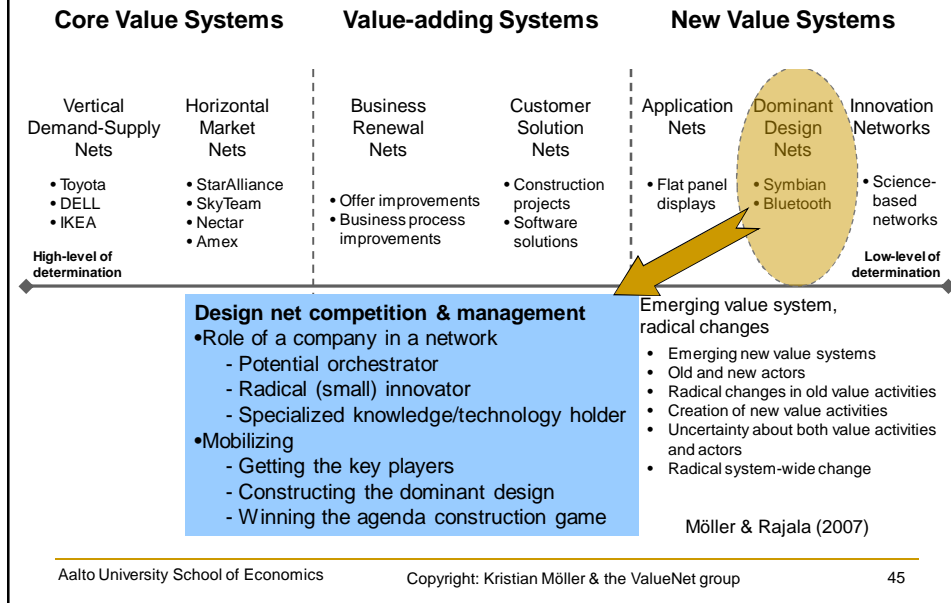 Core Value Systems
Value-adding Systems
New Value Systems
Vertical
Demand-Supply
Nets
• Toyota
• DELL
• IKEA
Horizontal
Market
Nets
• StarAlliance
• SkyTeam
• Nectar
• Amex
Business
Renewal
Nets
• Offer improvements
• Business process
improvements
Customer
Solution
Nets
• Construction
projects
• Software
solutions
Application
Nets
• Flat panel
displays
Dominant
Design
Nets
• Symbian
• Bluetooth
Innovation
Networks
• Science-
based
networks
High-level of
determination
Low-level of
determination
Design net competition & management
•Role of a company in a network
- Potential orchestrator
- Radical (small) innovator
- Specialized knowledge/technology holder
•Mobilizing
- Getting the key players
- Constructing the dominant design
- Winning the agenda construction game
Emerging value system,
radical changes
• Emerging new value systems
• Old and new actors
• Radical changes in old value activities
• Creation of new value activities
• Uncertainty about both value activities
and actors
• Radical system-wide change
Möller & Rajala (2007)
Aalto University School of Economics
Copyright: Kristian Möller & the ValueNet group
45